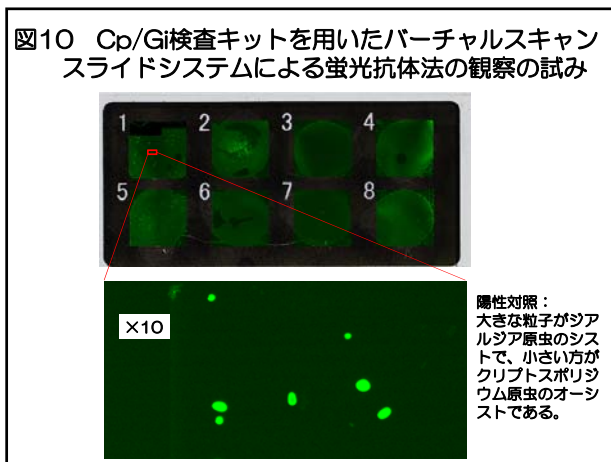 図10　Cp/Gi検査キットを用いたバーチャルスキャン
スライドシステムによる蛍光抗体法の観察の試み
1 2 3 4
5 6 7 8
×10
陽性対照：
大きな粒子がジア
ルジア原虫のシス
トで、小さい方が
クリプトスポリジ
ウム原虫のオーシ
ストである。